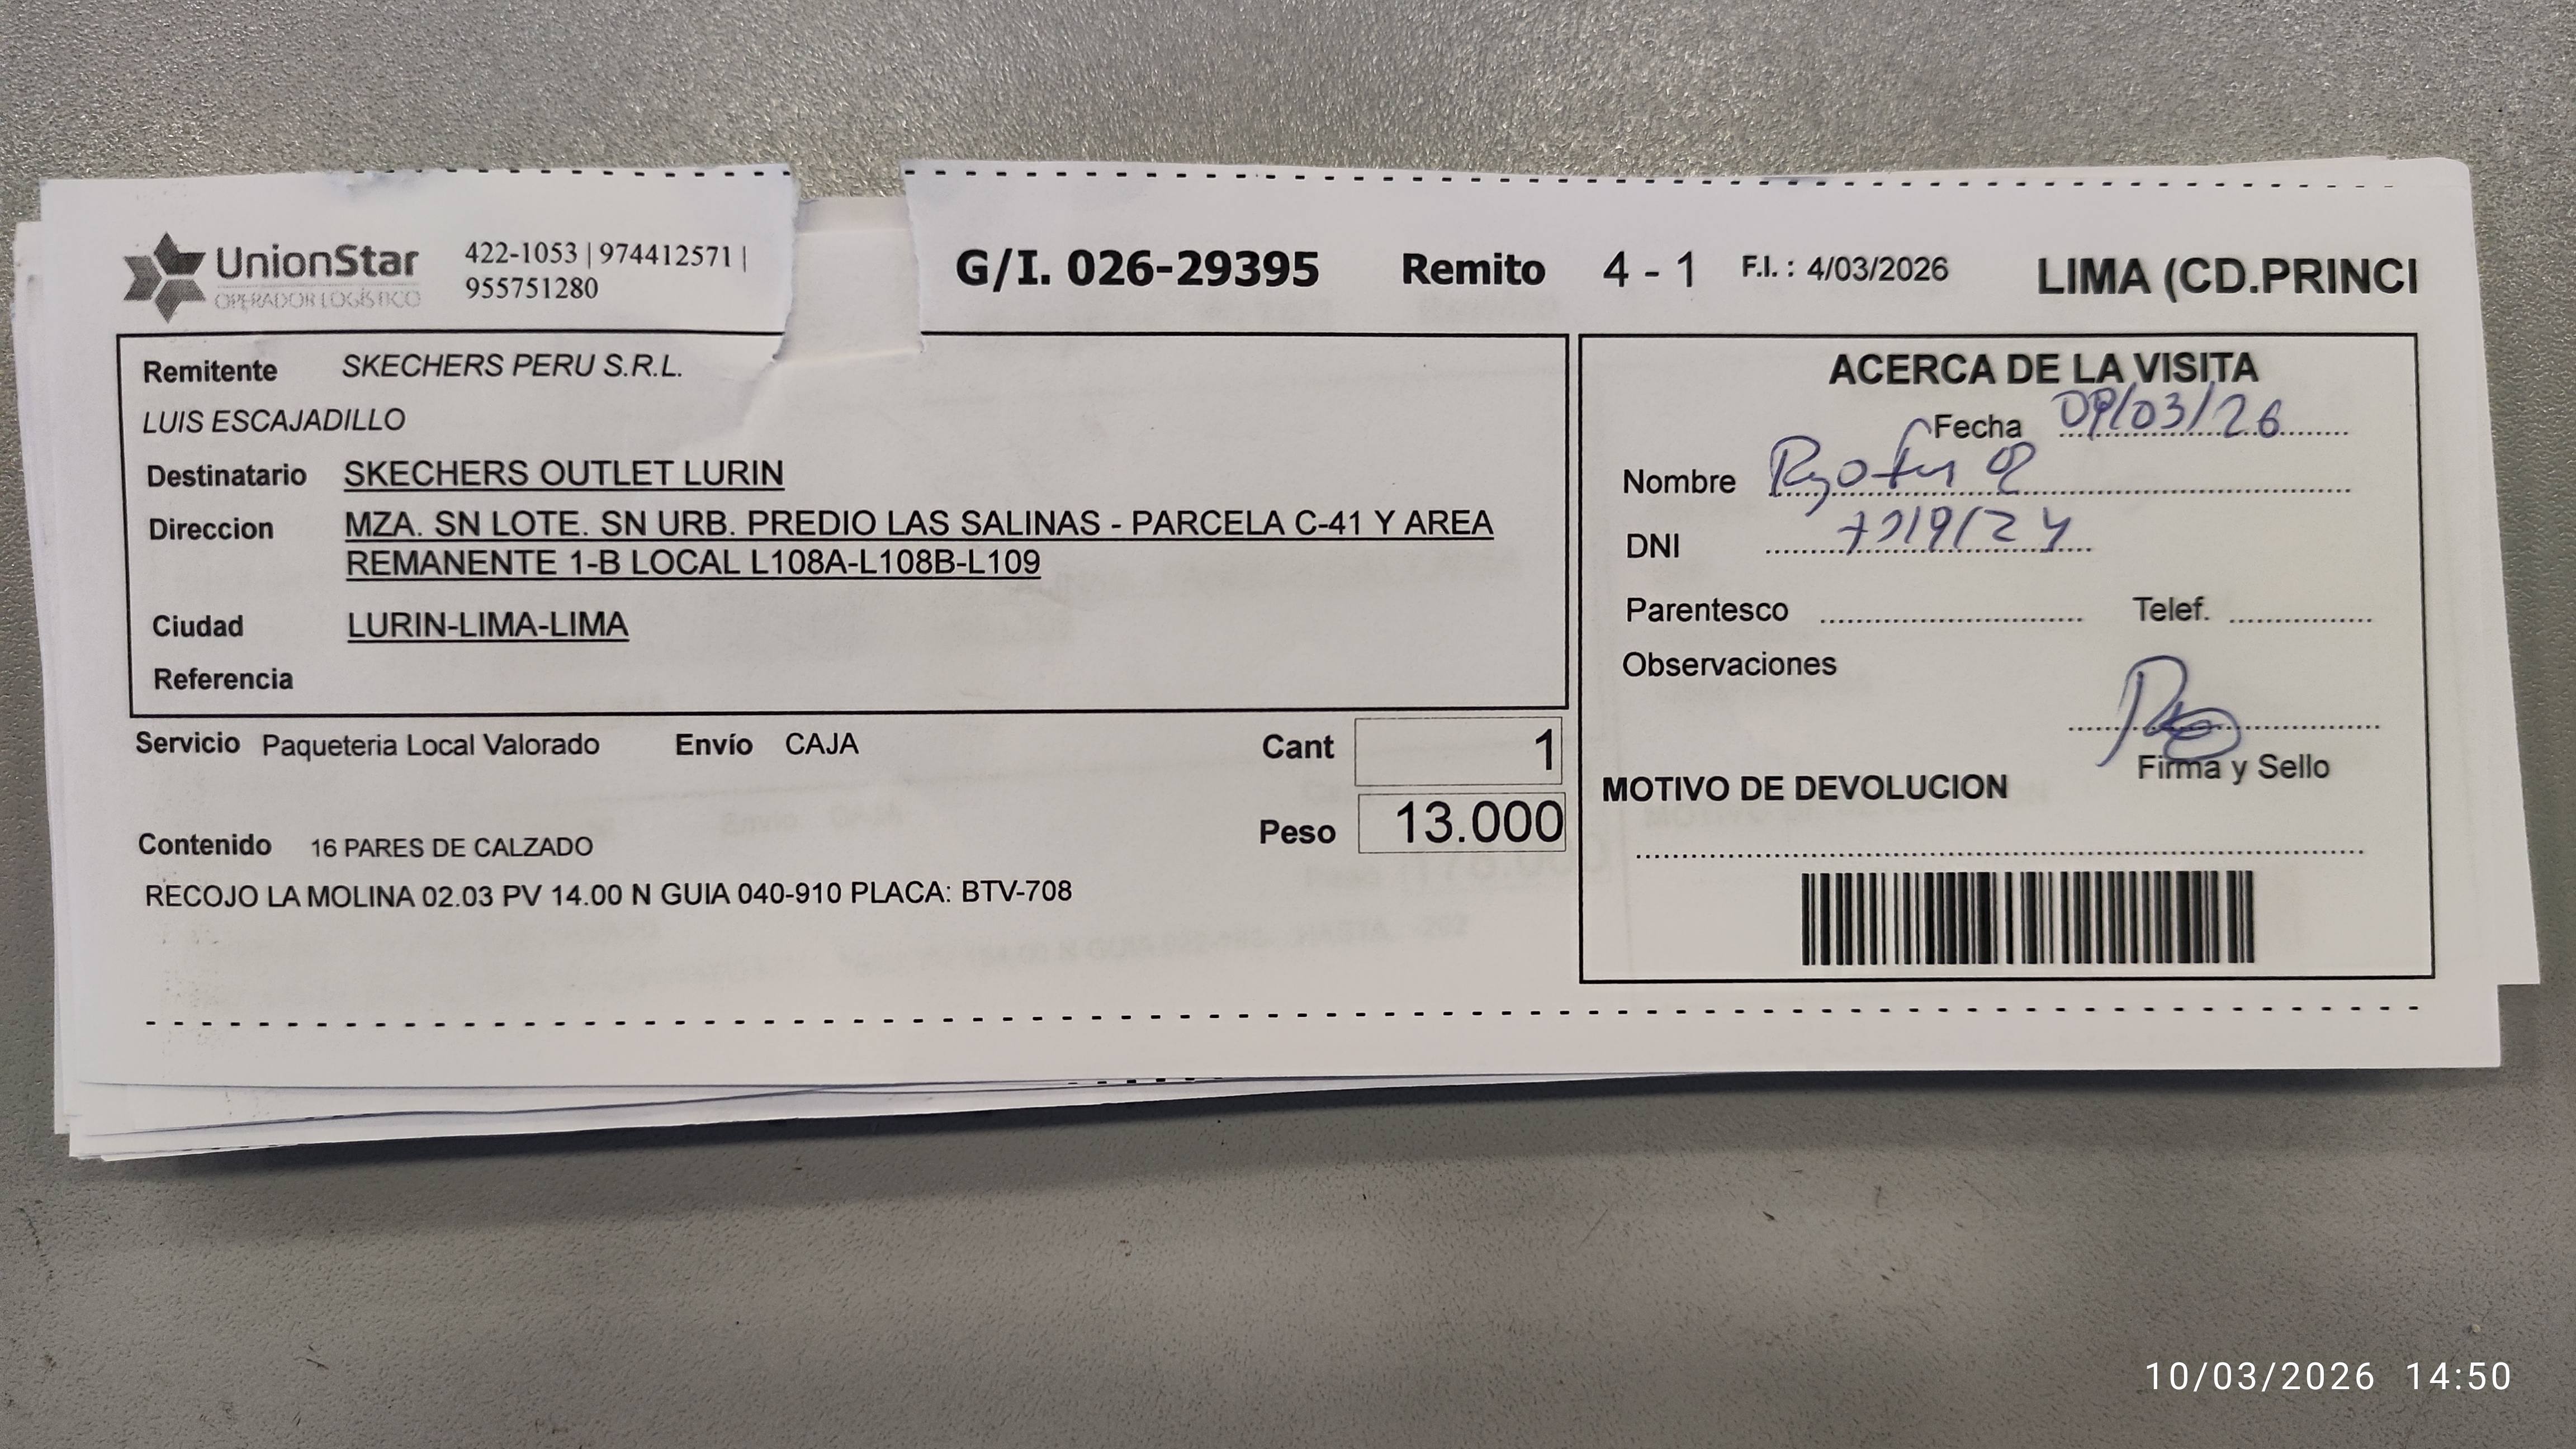 UnionStar
OPERADOR LOGÍSTICO
422-1053 | 974412571 |
955751280
G/I. 026-29395 Remito 4 - 1 F.I. : 4/03/2026 LIMA (CD.PRINCI
Remitente SKECHERS PERU S.R.L.
LUIS ESCAJADILLO
Destinatario SKECHERS OUTLET LURIN
Direccion MZA. SN LOTE. SN URB. PREDIO LAS SALINAS - PARCELA C-41 Y AREA
REMANENTE 1-B LOCAL L108A-L108B-L109
Ciudad LURIN-LIMA-LIMA
Referencia
Servicio Paqueteria Local Valorado Envío CAJA
Cant 1
Peso 13.000
Contenido 16 PARES DE CALZADO
RECOJO LA MOLINA 02.03 PV 14.00 N GUIA 040-910 PLACA: BTV-708
ACERCA DE LA VISITA
Fecha 09/03/26
Nombre
DNI
Parentesco Telef.
Observaciones
Firma y Sello
MOTIVO DE DEVOLUCION
10/03/2026 14:50